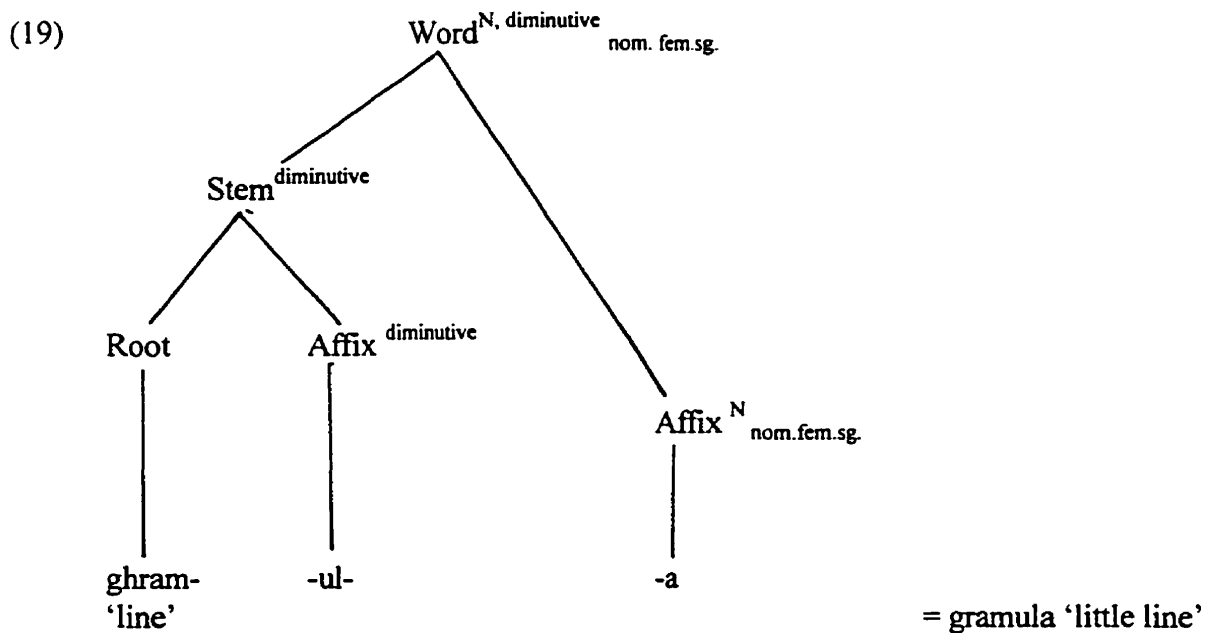 (19)
Word N, diminutive nom. fem.sg.
Stem diminutive
Root Affix diminutive
Affix N nom.fem.sg.
ghram- -ul- -a
‘line’ = gramula ‘little line’